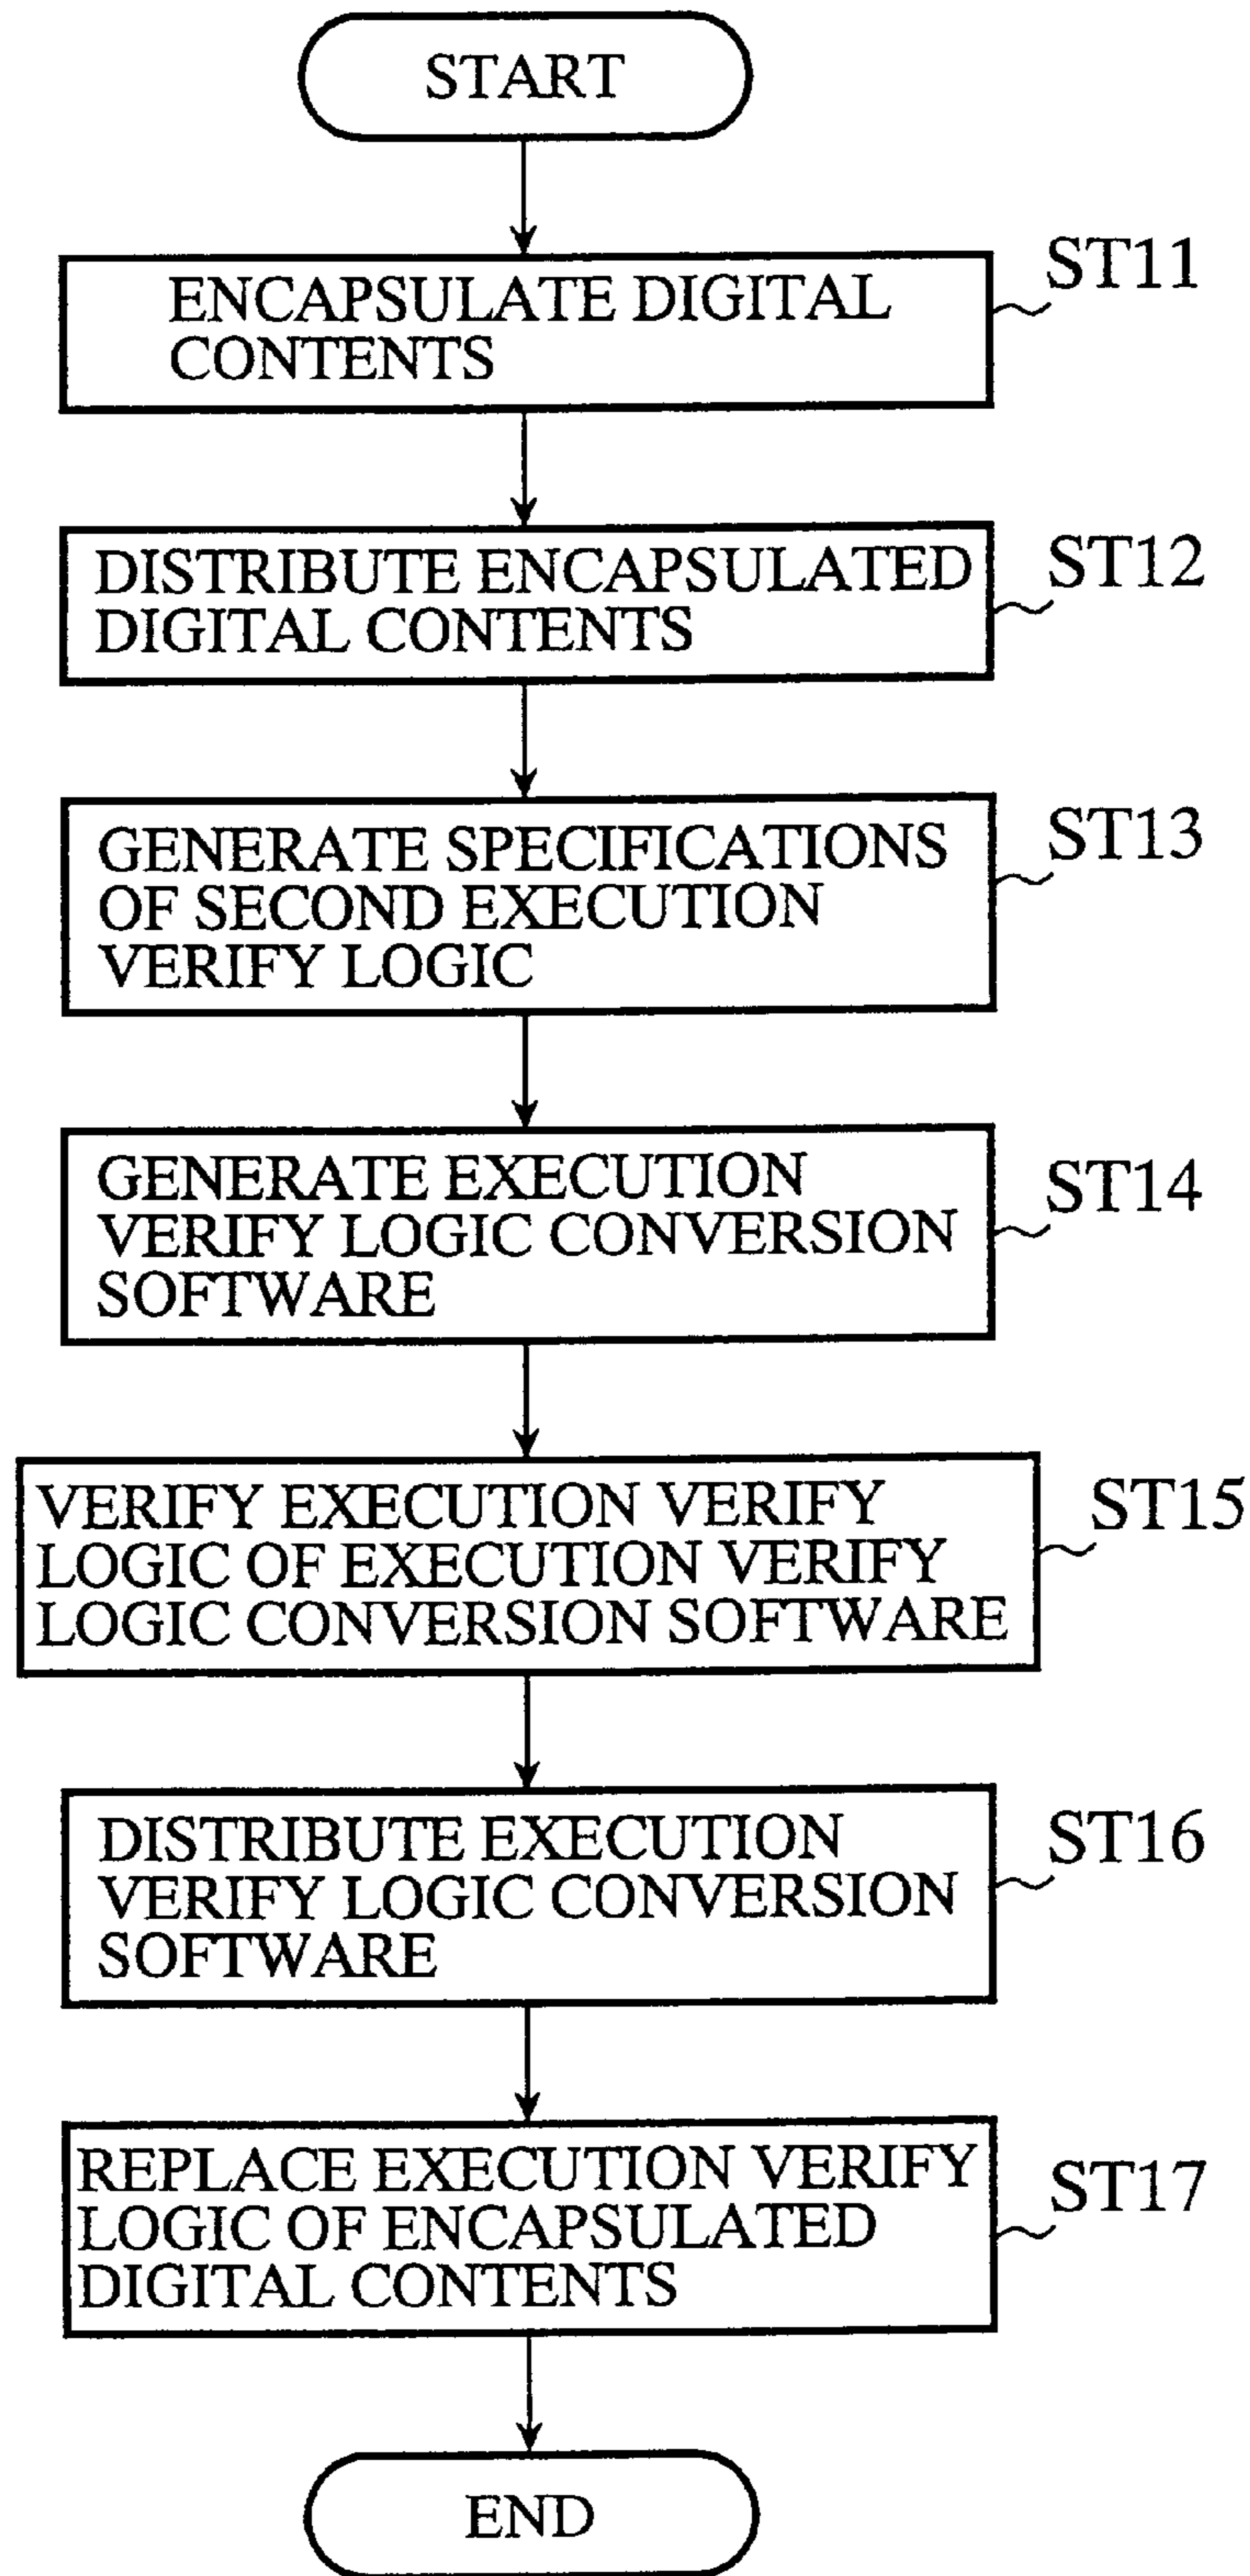 START
ENCAPSULATE DIGITAL
CONTENTS
ST11
DISTRIBUTE ENCAPSULATED
DIGITAL CONTENTS
ST12
GENERATE SPECIFICATIONS
OF SECOND EXECUTION
VERIFY LOGIC
ST13
GENERATE EXECUTION
VERIFY LOGIC CONVERSION
SOFTWARE
ST14
VERIFY EXECUTION VERIFY
LOGIC OF EXECUTION VERIFY
LOGIC CONVERSION SOFTWARE
ST15
DISTRIBUTE EXECUTION
VERIFY LOGIC CONVERSION
SOFTWARE
ST16
REPLACE EXECUTION VERIFY
LOGIC OF ENCAPSULATED
DIGITAL CONTENTS
ST17
END